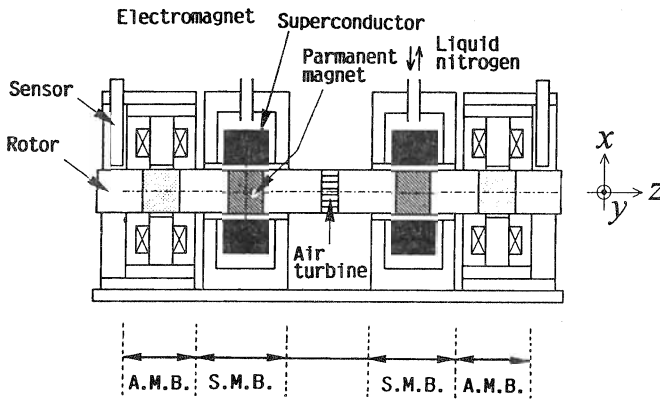 Electromagnet
Superconductor
Parmanent
magnet
Liquid
nitrogen
Sensor
Rotor
Air
turbine
x
y
z
A.M.B.
S.M.B.
S.M.B.
A.M.B.